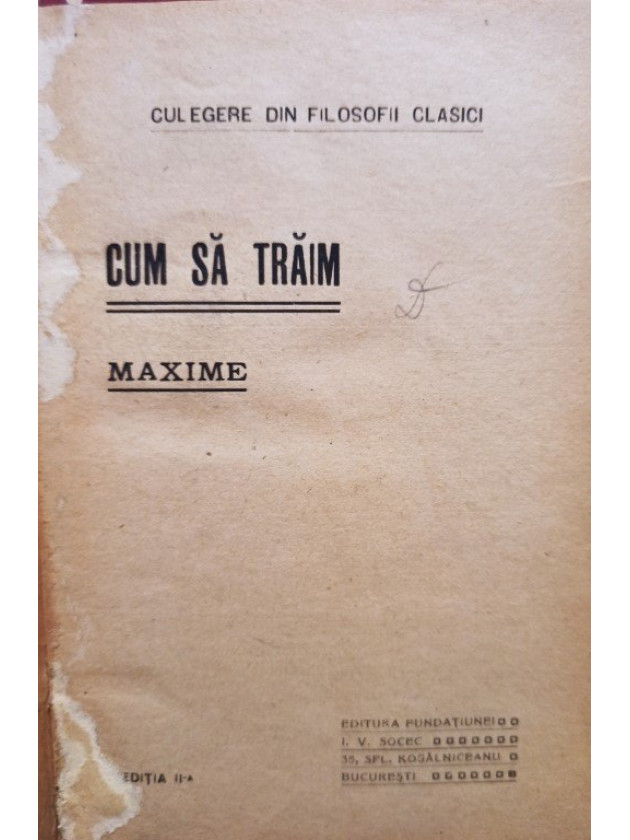 CULEGERE DIN FILOSOFII CLASICI
CUM SĂ TRĂIM
MAXIME
EDITURA FUNDAȚIUNEI
I. V. SOCEC
35, SPL. KOGĂLNICEANU
BUCUREȘTI
EDIȚIA II-A